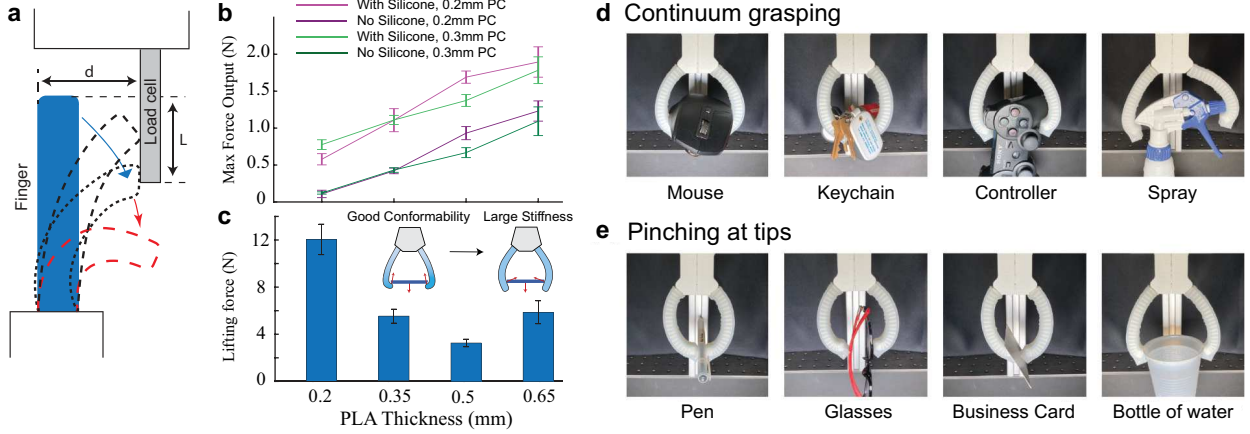 a
d
Load cell
L
Finger
b
With Silicone, 0.2mm PC
No Silicone, 0.2mm PC
With Silicone, 0.3mm PC
No Silicone, 0.3mm PC
Max Force Output (N)
2.0
1.5
1.0
0.5
0
c
Good Conformability
Large Stiffness
Lifting force (N)
12
8
4
0
0.2
0.35
0.5
0.65
PLA Thickness (mm)
d Continuum grasping
Mouse
Keychain
Controller
Spray
e Pinching at tips
Pen
Glasses
Business Card
Bottle of water